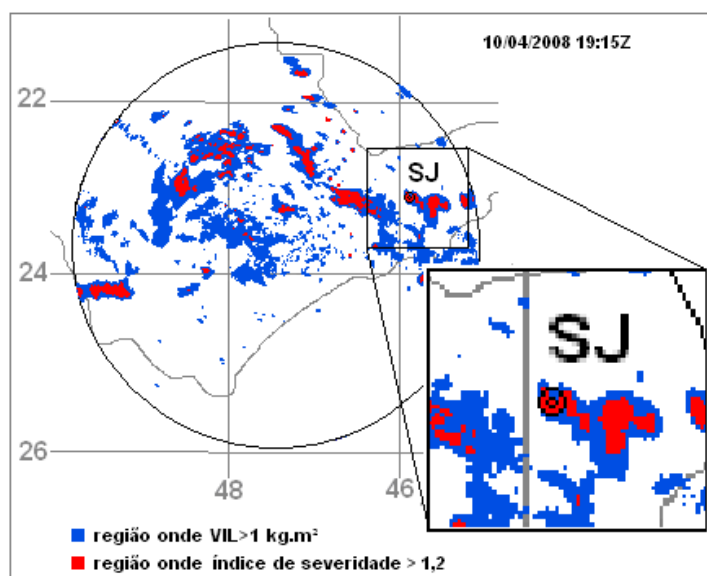 10/04/2008 19:15Z
22
SJ
24
SJ
26
48
46
região onde VIL>1 kg.m²
região onde índice de severidade > 1,2